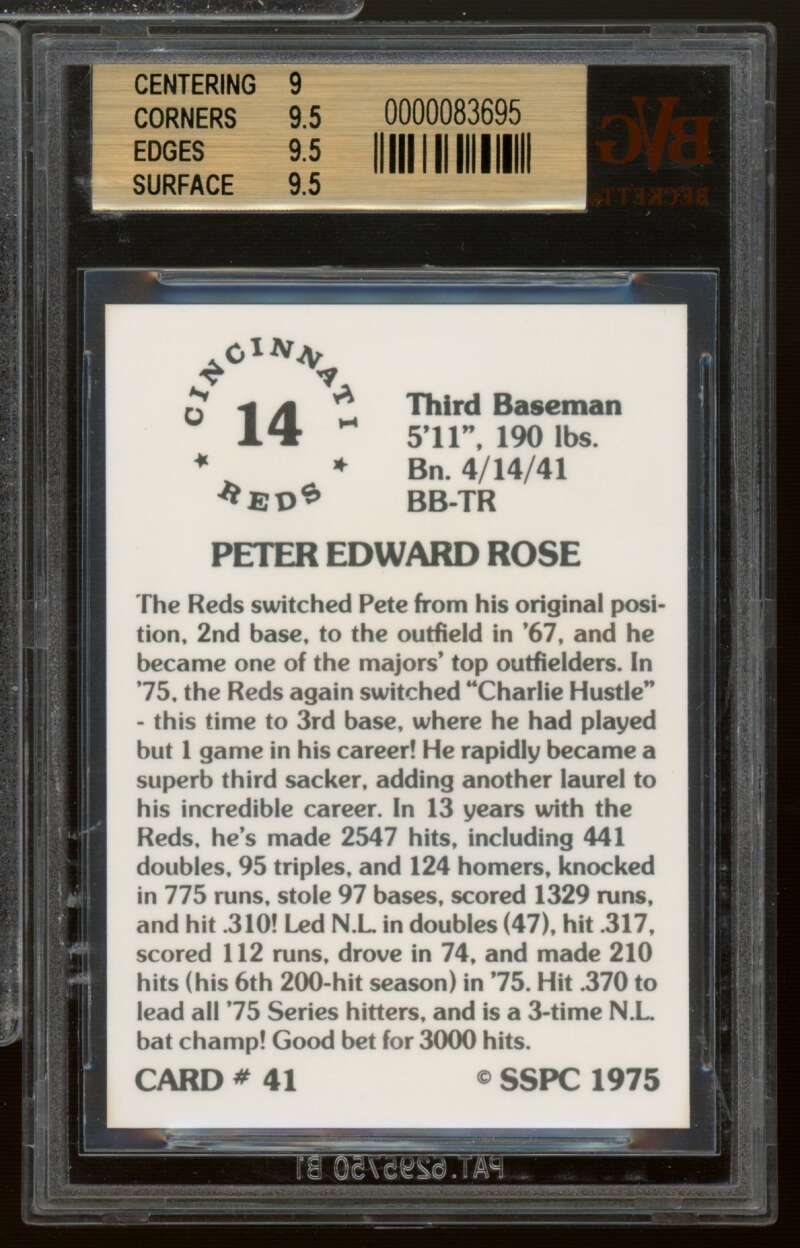 CENTERING 9
CORNERS 9.5
EDGES 9.5
SURFACE 9.5
0000083695
BVG
BECKETT
CINCINNATI
14
REDS
Third Baseman
5'11", 190 lbs.
Bn. 4/14/41
BB-TR
PETER EDWARD ROSE
The Reds switched Pete from his original posi-
tion, 2nd base, to the outfield in '67, and he
became one of the majors' top outfielders. In
'75, the Reds again switched "Charlie Hustle"
- this time to 3rd base, where he had played
but 1 game in his career! He rapidly became a
superb third sacker, adding another laurel to
his incredible career. In 13 years with the
Reds, he's made 2547 hits, including 441
doubles, 95 triples, and 124 homers, knocked
in 775 runs, stole 97 bases, scored 1329 runs,
and hit .310! Led N.L. in doubles (47), hit .317,
scored 112 runs, drove in 74, and made 210
hits (his 6th 200-hit season) in '75. Hit .370 to
lead all '75 Series hitters, and is a 3-time N.L.
bat champ! Good bet for 3000 hits.
CARD # 41 © SSPC 1975
PAT.6295750 B1